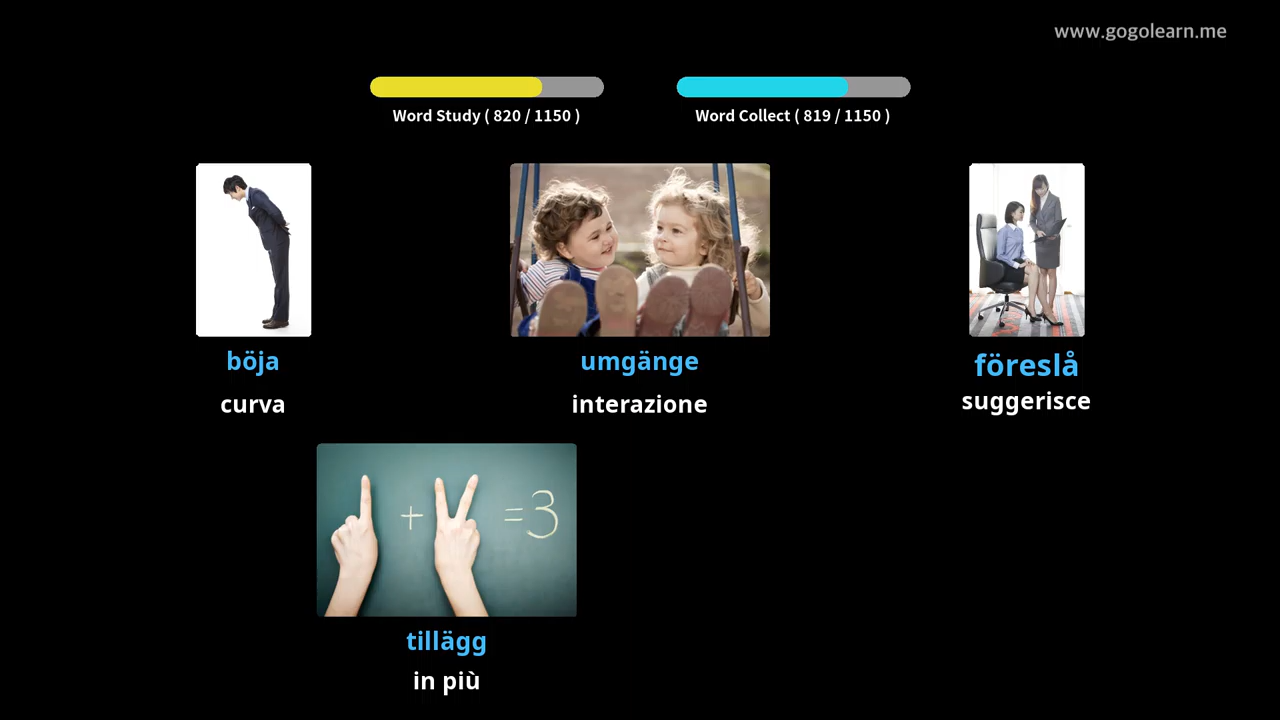 www.gogolearn.me
Word Study ( 820 / 1150 )
Word Collect ( 819 / 1150 )
böja
curva
umgänge
interazione
föreslå
suggerisce
+ =3
tillägg
in più